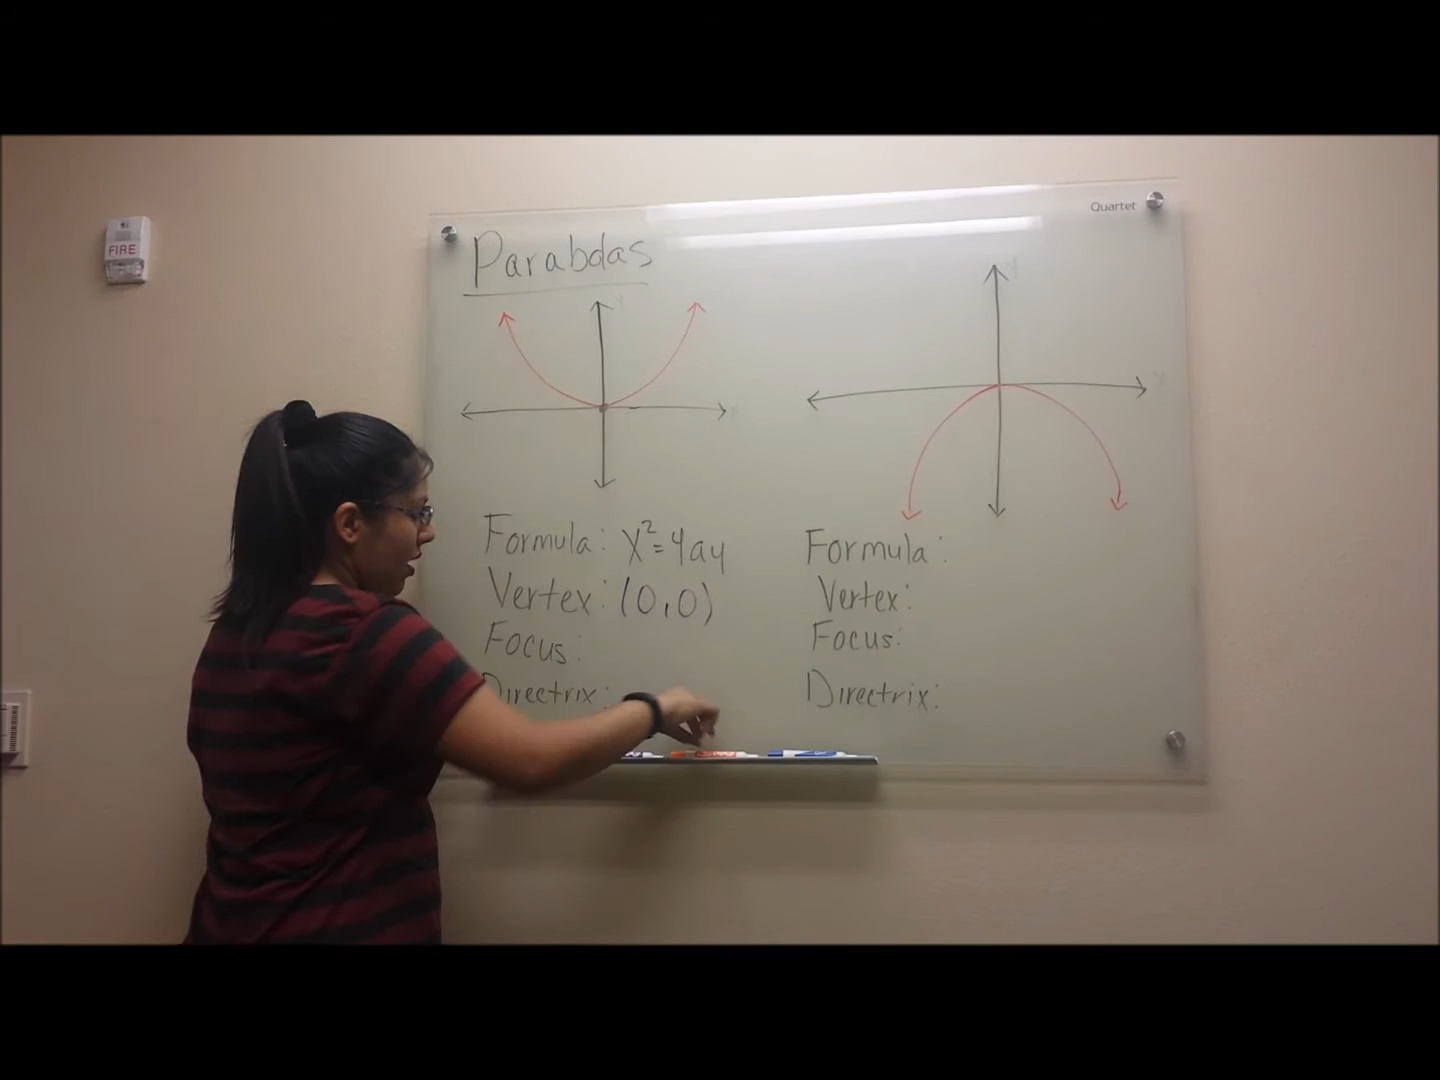 FIRE
Quartet
Parabolas
y
y
x
x
Formula: x² = 4ay
Vertex: (0,0)
Focus:
Directrix:
Formula:
Vertex:
Focus:
Directrix: